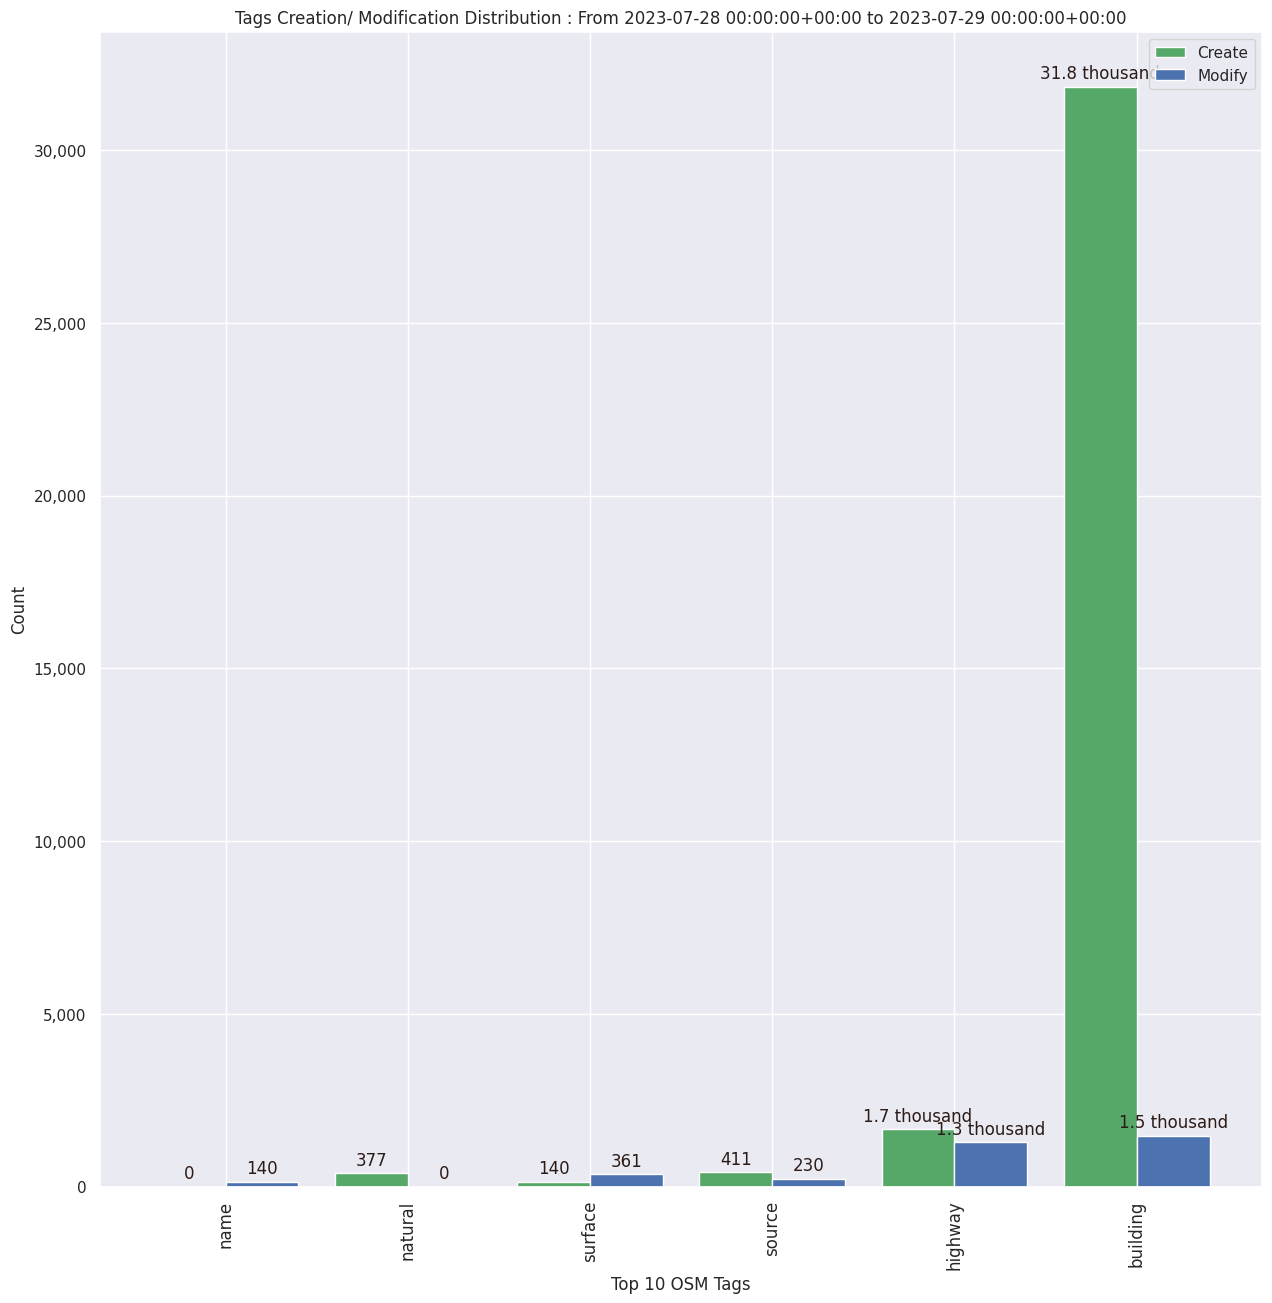 Tags Creation/ Modification Distribution : From 2023-07-28 00:00:00+00:00 to 2023-07-29 00:00:00+00:00
Create
Modify
31.8 thousand
30,000
25,000
20,000
15,000
10,000
5,000
0
Count
0
140
377
0
140
361
411
230
1.7 thousand
1.3 thousand
1.5 thousand
name
natural
surface
source
highway
building
Top 10 OSM Tags